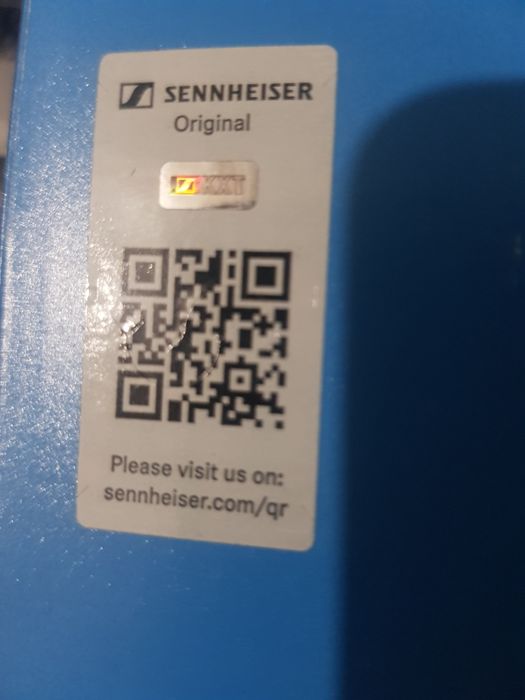 SENNHEISER
Original
Please visit us on:
sennheiser.com/qr